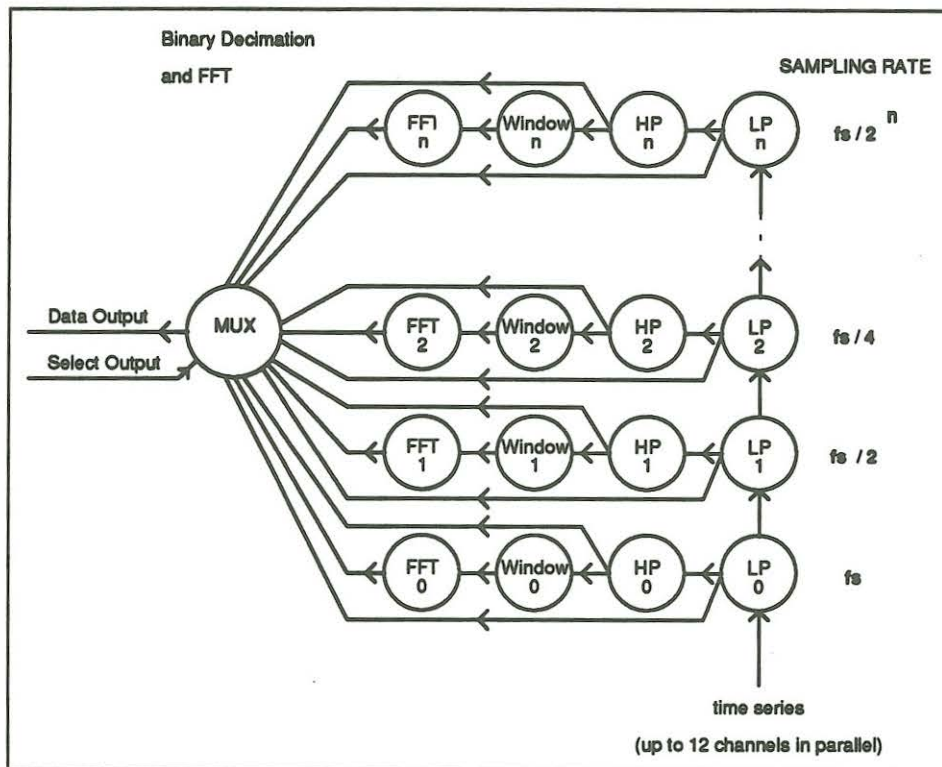 Binary Decimation
and FFT
SAMPLING RATE
FFT
n
Window
n
HP
n
LP
n
fs / 2 n
Data Output
Select Output
MUX
FFT
2
Window
2
HP
2
LP
2
fs / 4
FFT
1
Window
1
HP
1
LP
1
fs / 2
FFT
0
Window
0
HP
0
LP
0
fs
time series
(up to 12 channels in parallel)